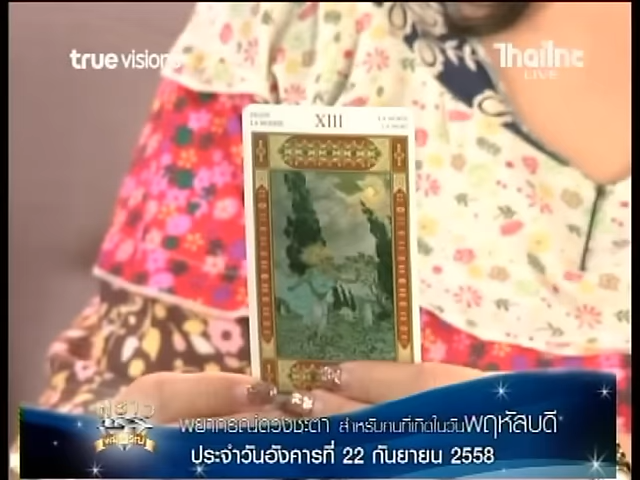 true visions
ThaiTha
LIVE
XIII
พยากรณ์ดวงชะตา สำหรับคนที่เกิดในวันพฤหัสบดี
ประจำวันอังคารที่ 22 กันยายน 2558